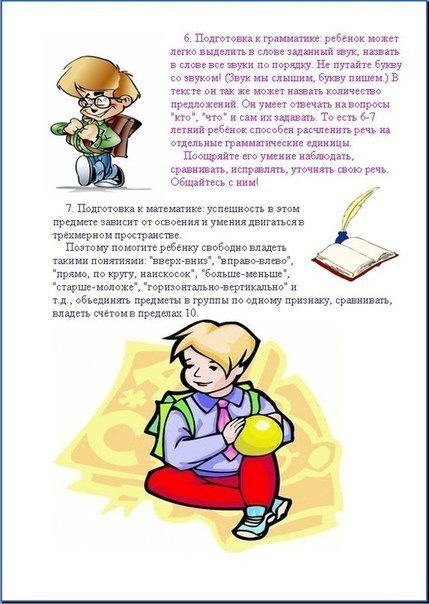 6. Подготовка к грамматике: ребёнок может
легко выделить в слове заданный звук, назвать
в слове все звуки по порядку. Не путайте букву
со звуком! (Звук мы слышим, букву пишем.) В
тексте он так же может назвать количество
предложений. Он умеет отвечать на вопросы
"кто", "что" и сам их задавать. То есть 6-7
летний ребёнок способен расчленить речь на
отдельные грамматические единицы.
Поощряйте его умение наблюдать,
сравнивать, исправлять, уточнять свою речь.
Общайтесь с ним!
7. Подготовка к математике: успешность в этом
предмете зависит от освоения и умения двигаться в
трёхмерном пространстве.
Поэтому помогите ребёнку свободно владеть
такими понятиями: "вверх-вниз", "вправо-влево",
"прямо, по кругу, наискосок", "больше-меньше",
"старше-моложе", "горизонтально-вертикально" и
т.д., объединять предметы в группы по одному признаку, сравнивать,
владеть счётом в пределах 10.